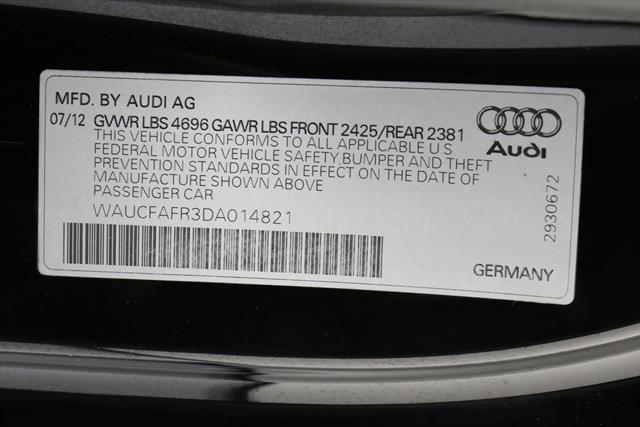 MFD. BY AUDI AG
07/12 GVWR LBS 4696 GAWR LBS FRONT 2425/REAR 2381
THIS VEHICLE CONFORMS TO ALL APPLICABLE U.S
FEDERAL MOTOR VEHICLE SAFETY,BUMPER AND THEFT
PREVENTION STANDARDS IN EFFECT ON THE DATE OF
MANUFACTURE SHOWN ABOVE
PASSENGER CAR
WAUCFAFR3DA014821
Audi
2930672
GERMANY